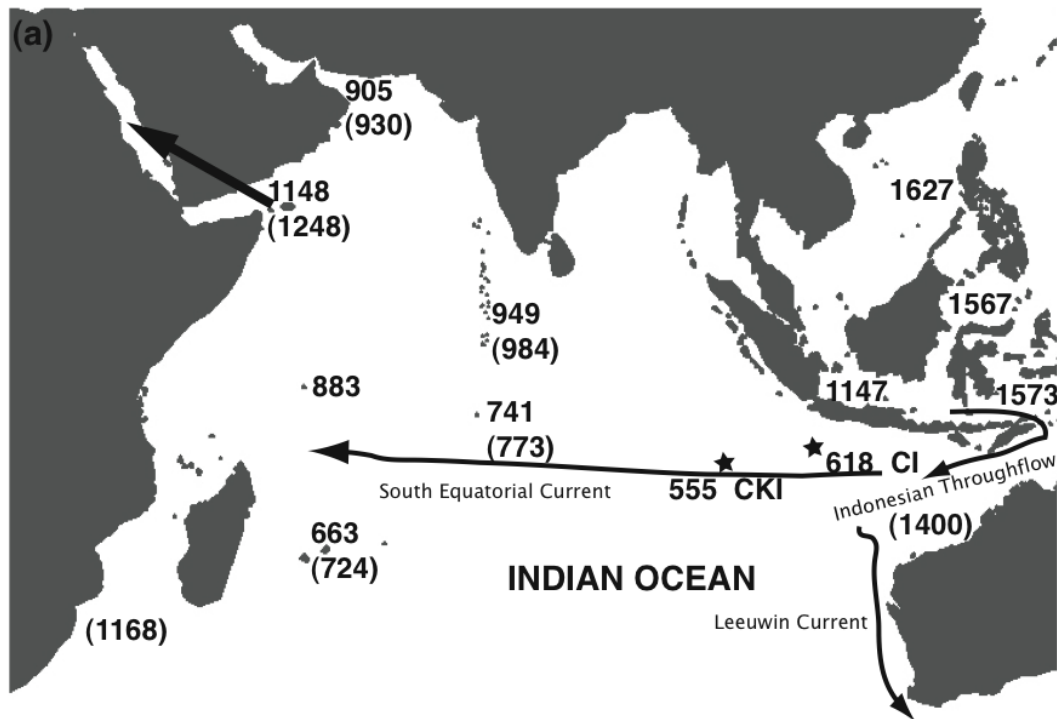 (a)
905
(930)
1148
(1248)
1627
949
(984)
1567
883
1147
1573
741
(773)
618 CI
South Equatorial Current
555 CKI
Indonesian Throughflow
(1400)
663
(724)
INDIAN OCEAN
Leeuwin Current
(1168)